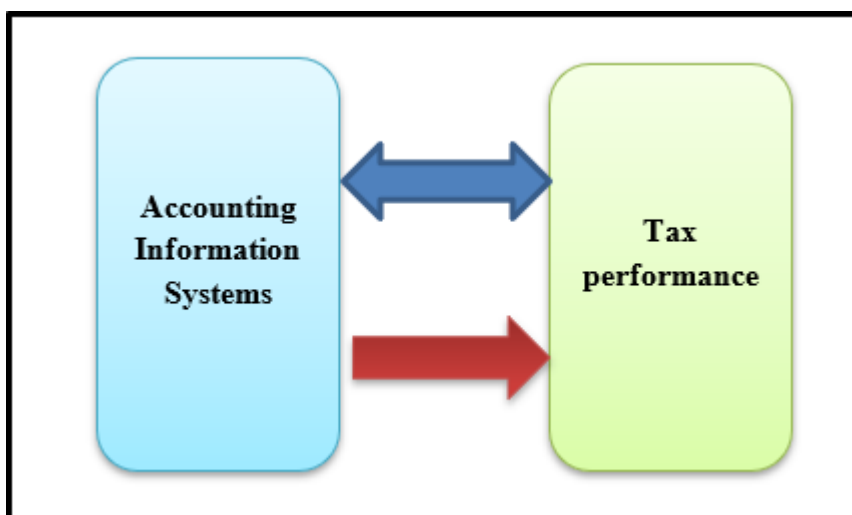 Accounting
Information
Systems
Tax
performance